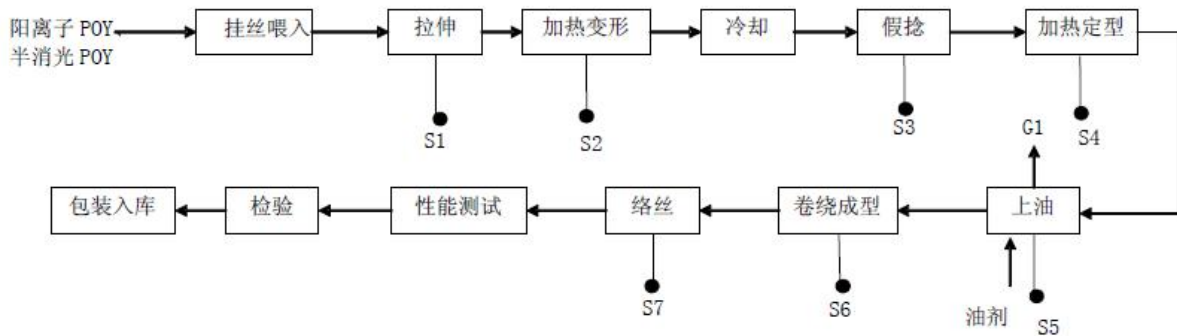 阳离子 POY
半消光 POY
挂丝喂入
拉伸
加热变形
冷却
假捻
加热定型
S1
S2
S3
S4
G1
包装入库
检验
性能测试
络丝
卷绕成型
上油
S7
S6
油剂
S5